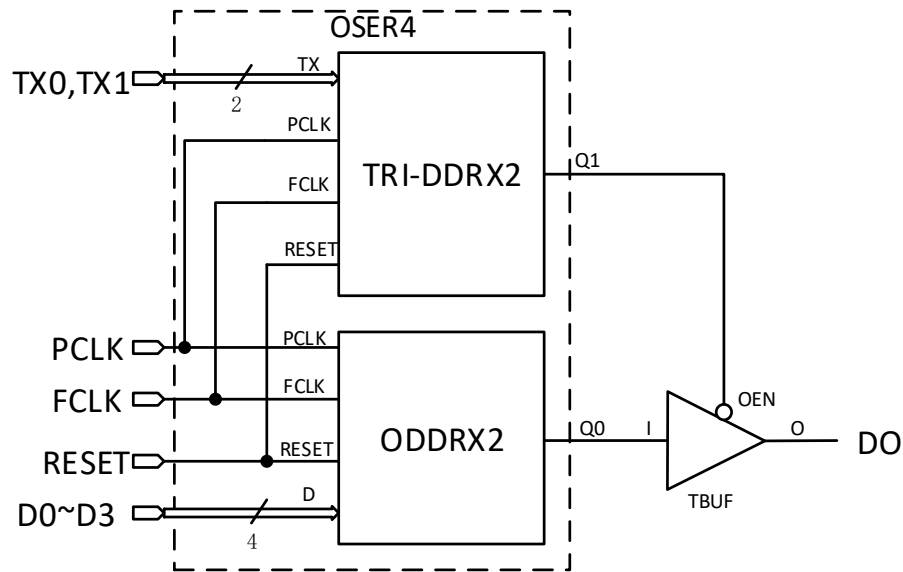 OSER4
TX0,TX1
2
TX
PCLK
FCLK
RESET
TRI-DDRX2
Q1
PCLK
FCLK
RESET
D0~D3
4
PCLK
FCLK
RESET
D
ODDRX2
Q0
I
OEN
O
DO
TBUF